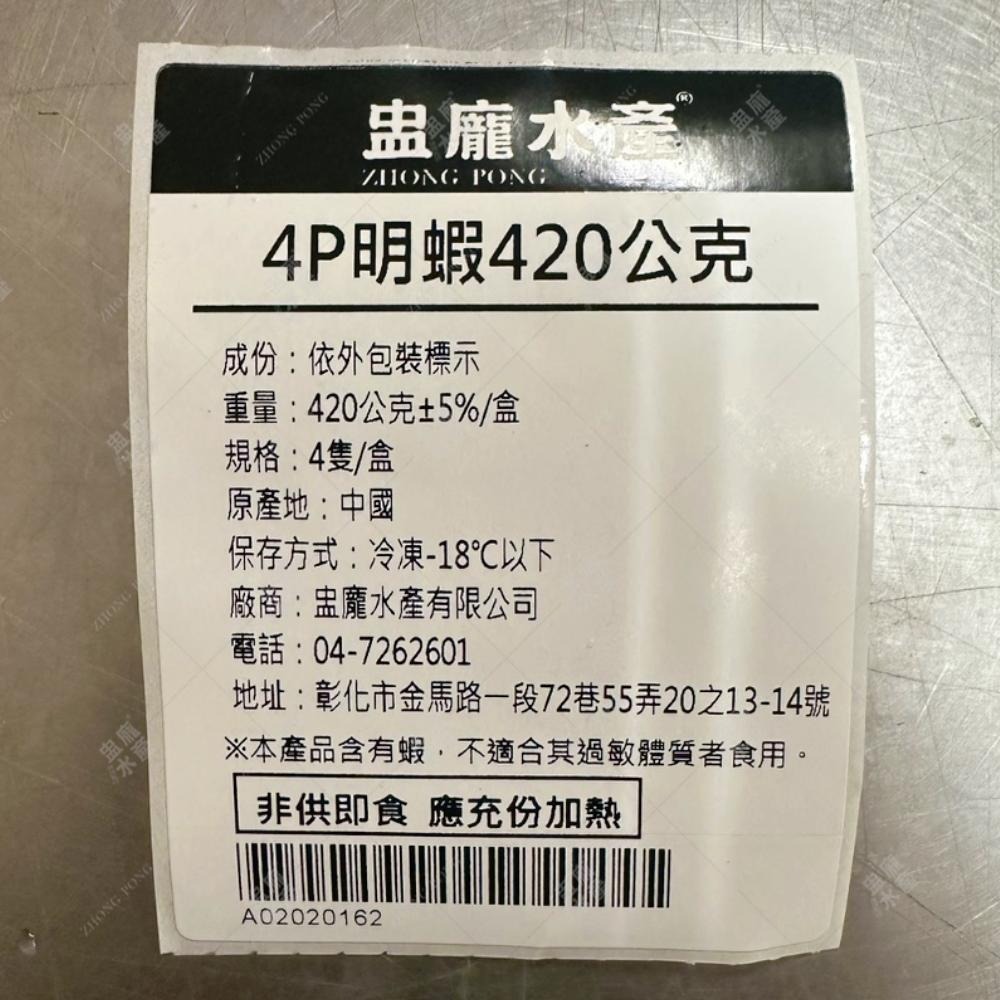 盅龐水產®
ZHONG PONG
4P明蝦420公克
成份：依外包裝標示
重量：420公克±5%/盒
規格：4隻/盒
原產地：中國
保存方式：冷凍-18℃以下
廠商：盅龐水產有限公司
電話：04-7262601
地址：彰化市金馬路一段72巷55弄20之13-14號
※本產品含有蝦，不適合其過敏體質者食用。
非供即食 應充份加熱
A02020162